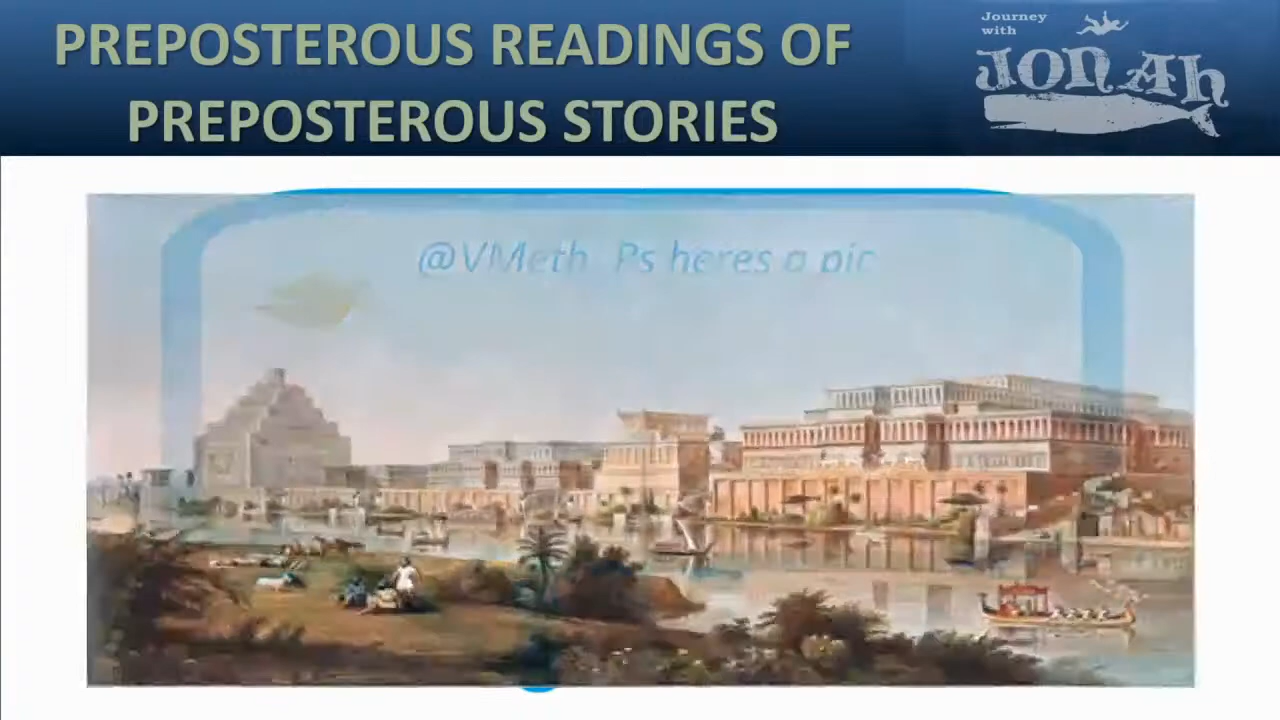 PREPOSTEROUS READINGS OF
PREPOSTEROUS STORIES
Journey
with
JONAh
@VMeth Ps heres a pic